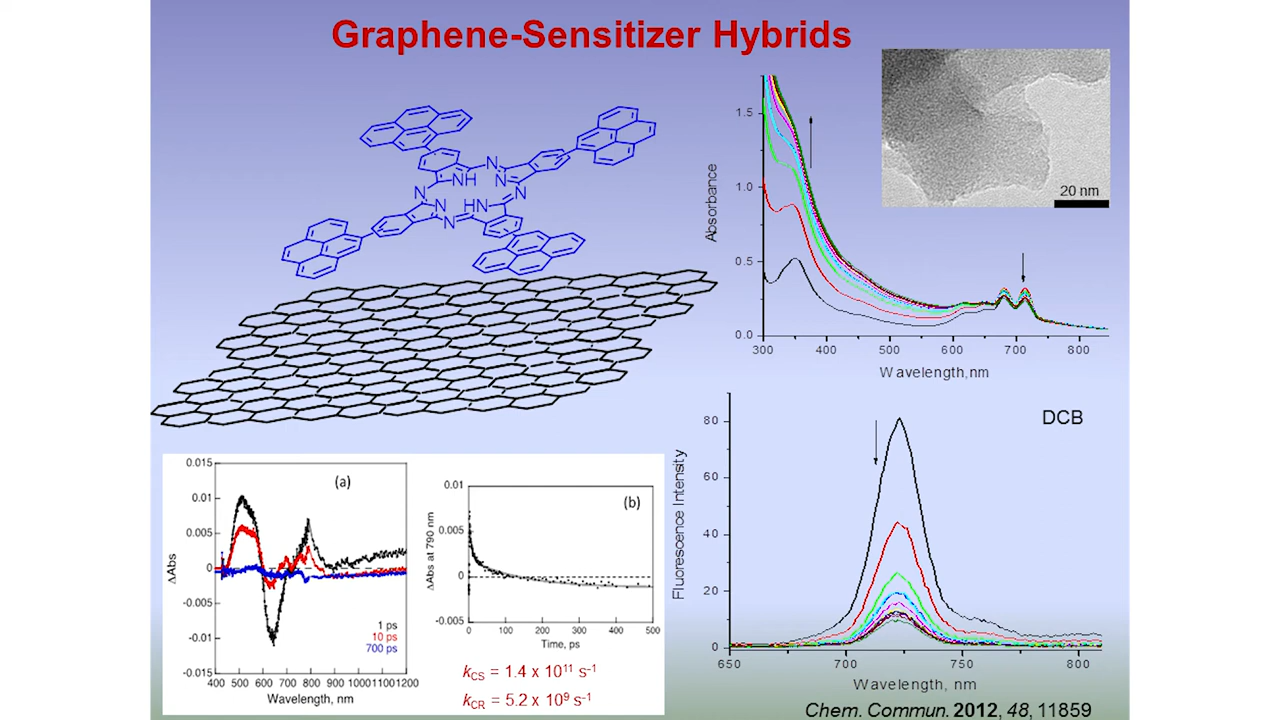 Graphene-Sensitizer Hybrids
N
NH
N
N
N
N
HN
N
1.5
1.0
0.5
0.0
Absorbance
300 400 500 600 700 800
Wavelength,nm
20 nm
80
60
40
20
0
Fluorescence Intensity
DCB
650 700 750 800
Wavelength, nm
0.015
0.01
0.005
0
-0.005
-0.01
-0.015
ΔAbs
(a)
1 ps
10 ps
700 ps
400 500 600 700 800 900 1000 1100 1200
Wavelength, nm
0.01
0.005
0
-0.005
ΔAbs at 790 nm
(b)
0 100 200 300 400 500
Time, ps
kCS = 1.4 x 10¹¹ s⁻¹
kCR = 5.2 x 10⁹ s⁻¹
Chem. Commun. 2012, 48, 11859